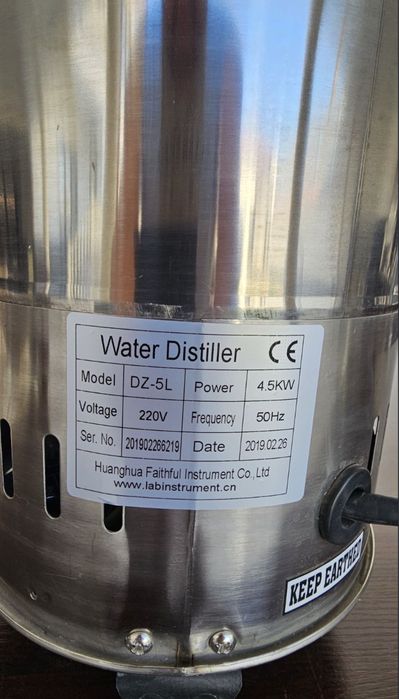 Water Distiller CE
Model DZ-5L Power 4.5KW
Voltage 220V Frequency 50Hz
Ser. No. 201902266219 Date 2019.02.26
Huanghua Faithful Instrument Co., Ltd
www.labinstrument.cn
KEEP EARTHED